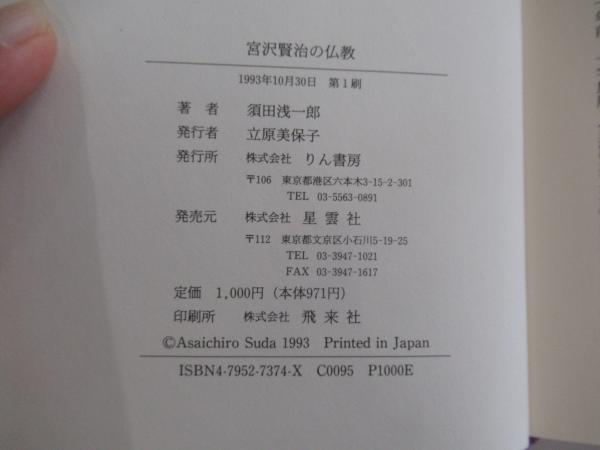 宮沢賢治の仏教
1993年10月30日 第1刷
著者 須田浅一郎
発行者 立原美保子
発行所 株式会社 りん書房
〒106 東京都港区六本木3-15-2-301
TEL 03-5563-0891
発売元 株式会社 星雲社
〒112 東京都文京区小石川5-19-25
TEL 03-3947-1021
FAX 03-3947-1617
定価 1,000円（本体971円）
印刷所 株式会社 飛来社
©Asaichiro Suda 1993 Printed in Japan
ISBN4-7952-7374-X C0095 P1000E